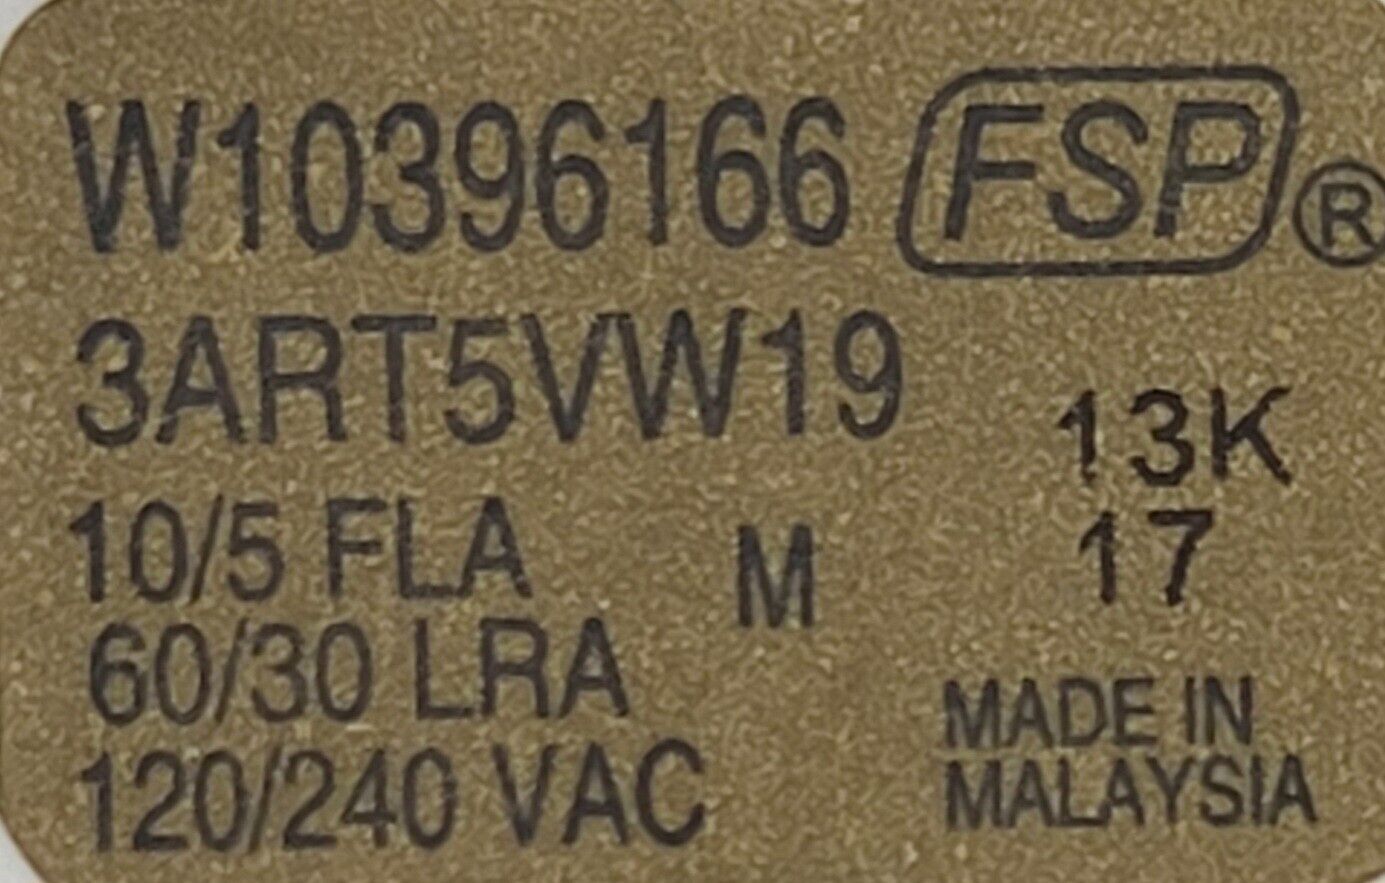 W10396166 FSP®
3ART5VW19
13K
10/5 FLA M 17
60/30 LRA
MADE IN
120/240 VAC MALAYSIA